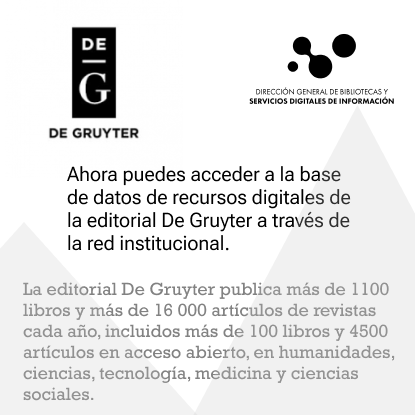 DE
G
DE GRUYTER
DIRECCIÓN GENERAL DE BIBLIOTECAS Y
SERVICIOS DIGITALES DE INFORMACIÓN
Ahora puedes acceder a la base
de datos de recursos digitales de
la editorial De Gruyter a través de
la red institucional.
La editorial De Gruyter publica más de 1100
libros y más de 16 000 artículos de revistas
cada año, incluidos más de 100 libros y 4500
artículos en acceso abierto, en humanidades,
ciencias, tecnología, medicina y ciencias
sociales.